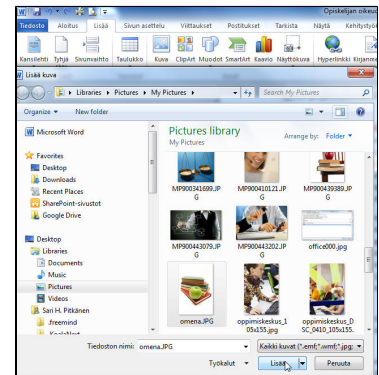 Opiskelijan oikeud
Tiedosto Aloitus Lisää Sivun asettelu Viittaukset Postitukset Tarkista Näytä Kehitystyök
Kansilehti Tyhjä Sivunvaihto Taulukko Kuva ClipArt Muodot SmartArt Kaavio Näyttökuva Hyperlinkki Kirjanme
Lisää kuva
Libraries Pictures My Pictures Search My Pictures
Organize New folder
Microsoft Word
Pictures library
My Pictures
Arrange by: Folder
Favorites
Desktop
Downloads
Recent Places
SharePoint-sivustot
Google Drive
MP900341699.JP
G
MP900410121.JP
G
MP900439389.JP
G
Desktop
Libraries
Documents
Music
Pictures
Videos
Sari H. Pitkänen
.freemind
MP900443079.JP
G
MP900443202.JP
G
office000.jpg
omena.JPG
oppimiskeskus_1
05x155.jpg
oppimiskeskus_D
SC_0410_105x155.
Tiedoston nimi: omena.JPG Kaikki kuvat (*.emf;*.wmf;*.jpg;
Työkalut Lisää Peruuta